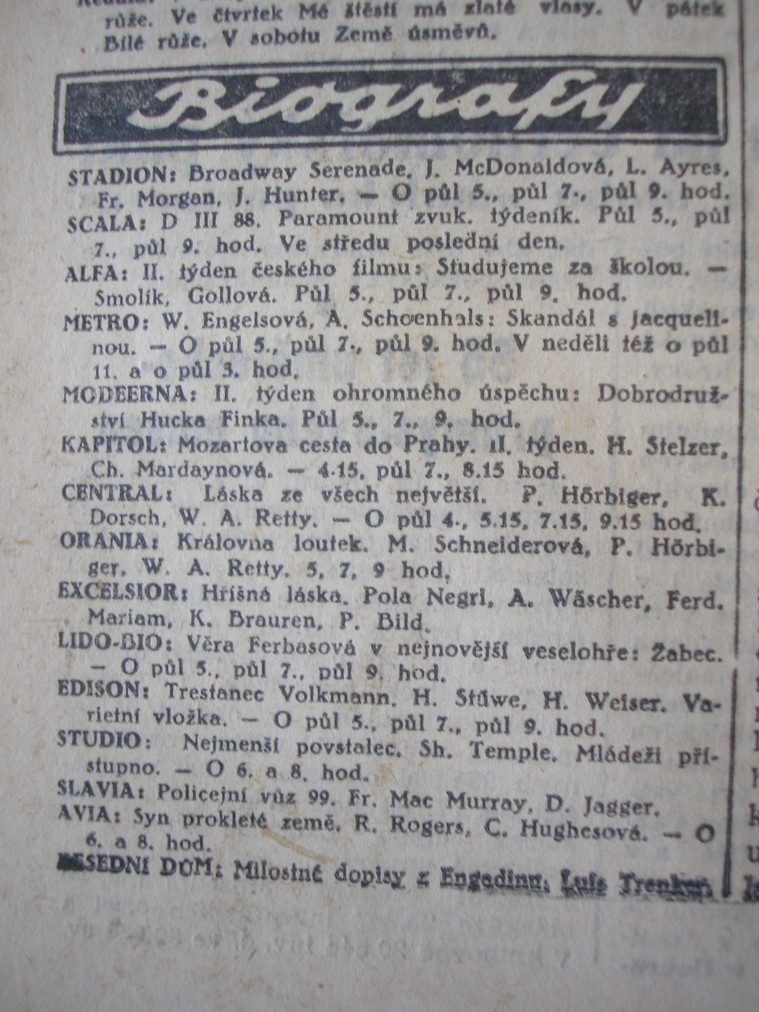 růže. Ve čtvrtek Mé štěstí má zlaté vlasy. V pátek
Bílé růže. V sobotu Země úsměvů.
Biografy
STADION: Broadway Serenade. J. McDonaldová, L. Ayres,
Fr. Morgan, J. Hunter. — O půl 5., půl 7., půl 9. hod.
SCALA: D III 88. Paramount zvuk. týdeník. Půl 5., půl
7., půl 9. hod. Ve středu poslední den.
ALFA: II. týden českého filmu: Studujeme za školou. —
Smolík, Gollová. Půl 5., půl 7., půl 9. hod.
METRO: W. Engelsová, A. Schoenhals: Skandál s Jacqueli-
nou. — O půl 5., půl 7., půl 9. hod. V neděli též o půl
11. a o půl 3. hod.
MODEERNA: II. týden ohromného úspěchu: Dobrodruž-
ství Hucka Finka. Půl 5., 7., 9. hod.
KAPITOL: Mozartova cesta do Prahy. II. týden. H. Stelzer,
Ch. Mardaynová. — 4.15, půl 7., 8.15 hod.
CENTRAL: Láska ze všech největší. P. Hörbiger, K.
Dorsch, W. A. Retty. — O půl 4., 5.15, 7.15, 9.15 hod.
ORANIA: Královna loutek. M. Schneiderová, P. Hörbi-
ger, W. A. Retty. 5, 7, 9 hod.
EXCELSIOR: Hříšná láska. Pola Negri, A. Wäscher, Ferd.
Mariam, K. Brauren, P. Bild.
LIDO-BIO: Věra Ferbasová v nejnovější veselohře: Žabec.
— O půl 5., půl 7., půl 9. hod.
EDISON: Trestanec Volkmann. H. Stüwe, H. Weiser. Va-
rietní vložka. — O půl 5., půl 7., půl 9. hod.
STUDIO: Nejmenší povstalec. Sh. Temple. Mládeži pří-
stupno. — O 6. a 8. hod.
SLAVIA: Policejní vůz 99. Fr. Mac Murray, D. Jagger.
AVIA: Syn prokleté země. R. Rogers, C. Hughesová. — O
6. a 8. hod.
BESEDNÍ DOM: Milostné dopisy z Engadinu. Luis Trenker.